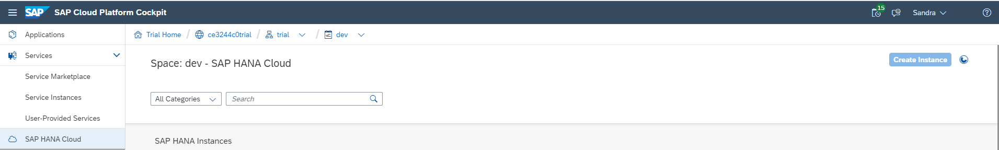 SAP SAP Cloud Platform Cockpit 15 Sandra
Applications
Services
Service Marketplace
Service Instances
User-Provided Services
SAP HANA Cloud
Trial Home / ce3244c0trial / trial / dev
Space: dev - SAP HANA Cloud
Create Instance
All Categories Search
SAP HANA Instances